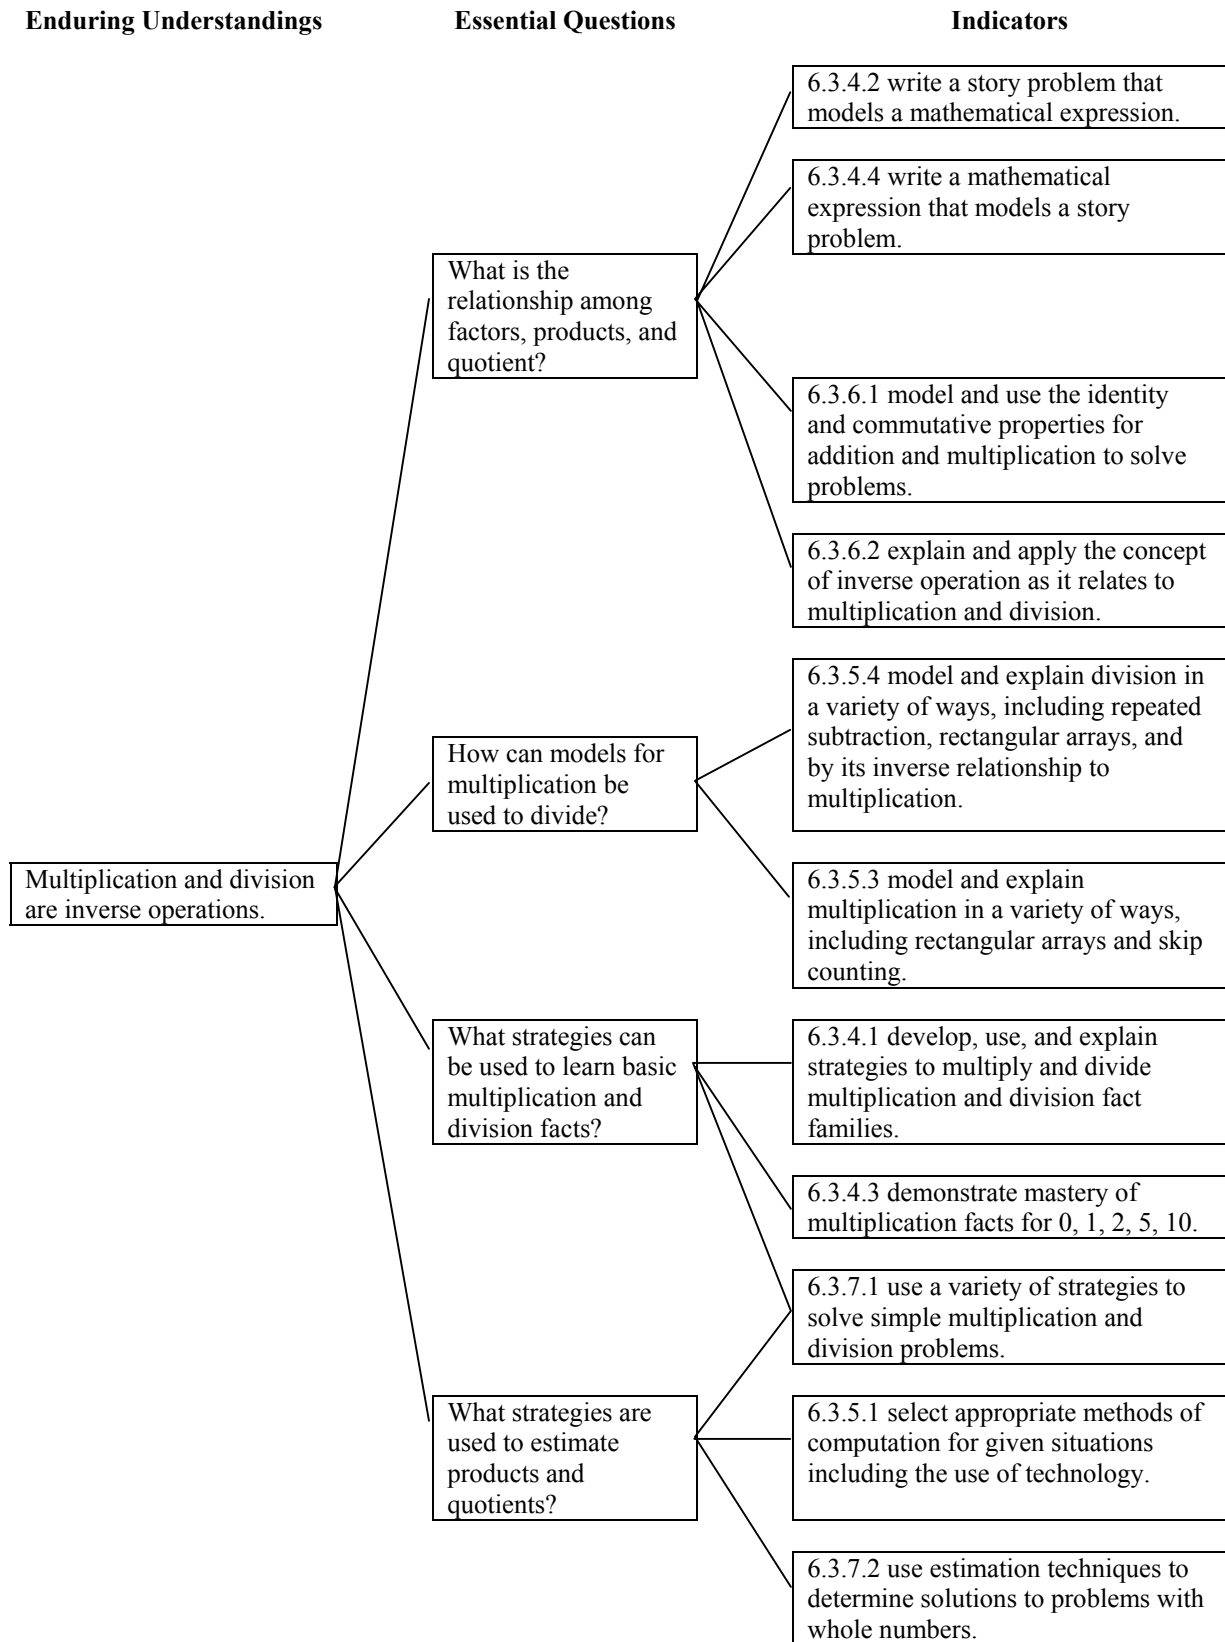 Enduring Understandings
Essential Questions
Indicators
6.3.4.2 write a story problem that
models a mathematical expression.
6.3.4.4 write a mathematical
expression that models a story
problem.
What is the
relationship among
factors, products, and
quotient?
6.3.6.1 model and use the identity
and commutative properties for
addition and multiplication to solve
problems.
6.3.6.2 explain and apply the concept
of inverse operation as it relates to
multiplication and division.
6.3.5.4 model and explain division in
a variety of ways, including repeated
subtraction, rectangular arrays, and
by its inverse relationship to
multiplication.
How can models for
multiplication be
used to divide?
Multiplication and division
are inverse operations.
6.3.5.3 model and explain
multiplication in a variety of ways,
including rectangular arrays and skip
counting.
What strategies can
be used to learn basic
multiplication and
division facts?
6.3.4.1 develop, use, and explain
strategies to multiply and divide
multiplication and division fact
families.
6.3.4.3 demonstrate mastery of
multiplication facts for 0, 1, 2, 5, 10.
6.3.7.1 use a variety of strategies to
solve simple multiplication and
division problems.
What strategies are
used to estimate
products and
quotients?
6.3.5.1 select appropriate methods of
computation for given situations
including the use of technology.
6.3.7.2 use estimation techniques to
determine solutions to problems with
whole numbers.